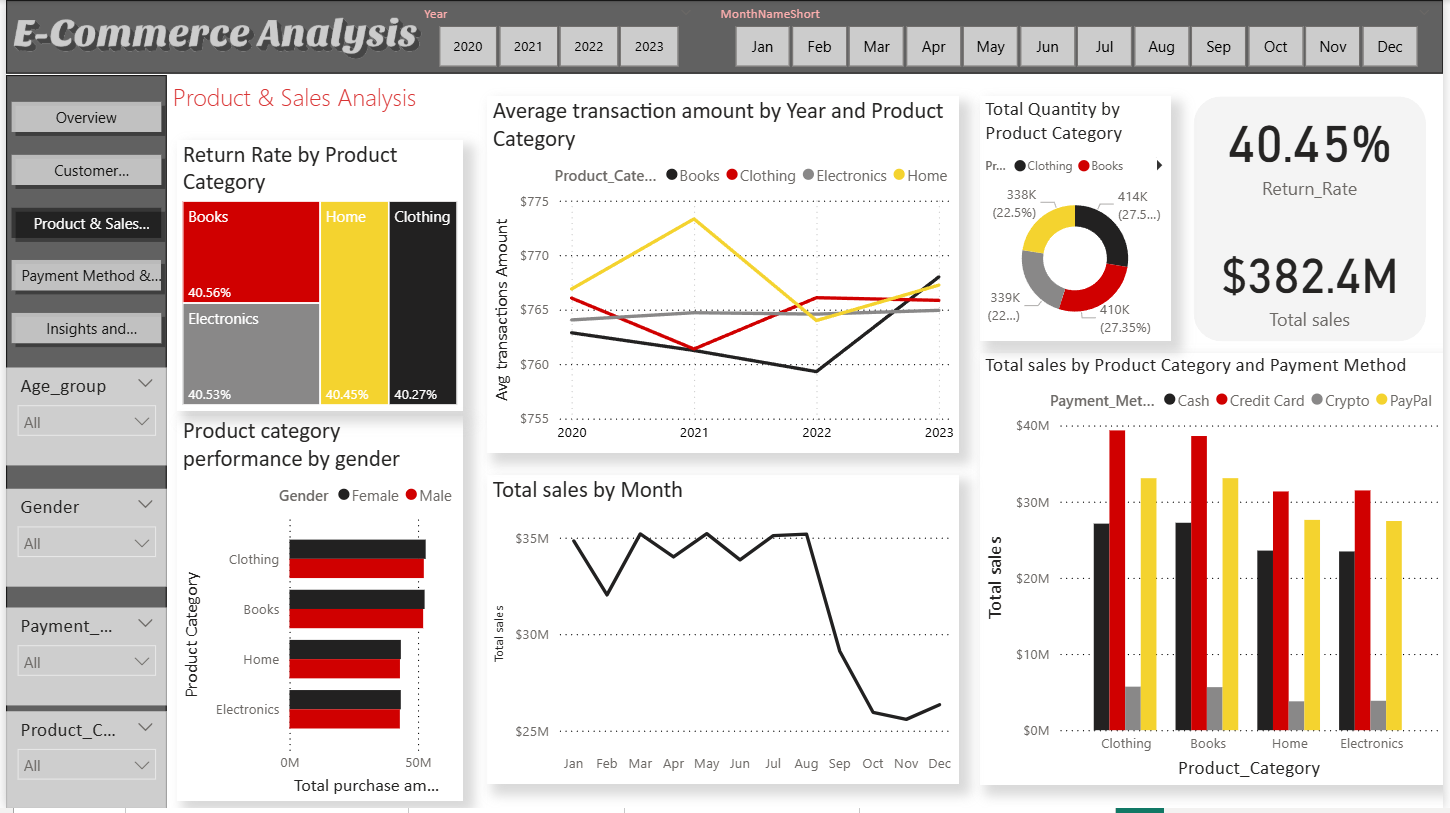 E-Commerce Analysis
Year
2020 2021 2022 2023
MonthNameShort
Jan Feb Mar Apr May Jun Jul Aug Sep Oct Nov Dec
Overview
Customer...
Product & Sales...
Payment Method &...
Insights and...
Age_group
All
Gender
All
Payment_...
All
Product_C...
All
Product & Sales Analysis
Return Rate by Product
Category
Books
40.56%
Electronics
40.53%
Home
40.45%
Clothing
40.27%
Product category
performance by gender
Gender Female Male
Product Category
Clothing
Books
Home
Electronics
0M 50M
Total purchase am...
Average transaction amount by Year and Product
Category
Product_Cate... Books Clothing Electronics Home
Avg transactions Amount
$775
$770
$765
$760
$755
2020 2021 2022 2023
Total sales by Month
Total sales
$35M
$30M
$25M
Jan Feb Mar Apr May Jun Jul Aug Sep Oct Nov Dec
Total Quantity by
Product Category
Pr... Clothing Books
338K
(22.5%)
414K
(27.5...)
339K
(22...)
410K
(27.35%)
40.45%
Return_Rate
$382.4M
Total sales
Total sales by Product Category and Payment Method
Payment_Met... Cash Credit Card Crypto PayPal
Total sales
$40M
$30M
$20M
$10M
$0M
Clothing Books Home Electronics
Product_Category